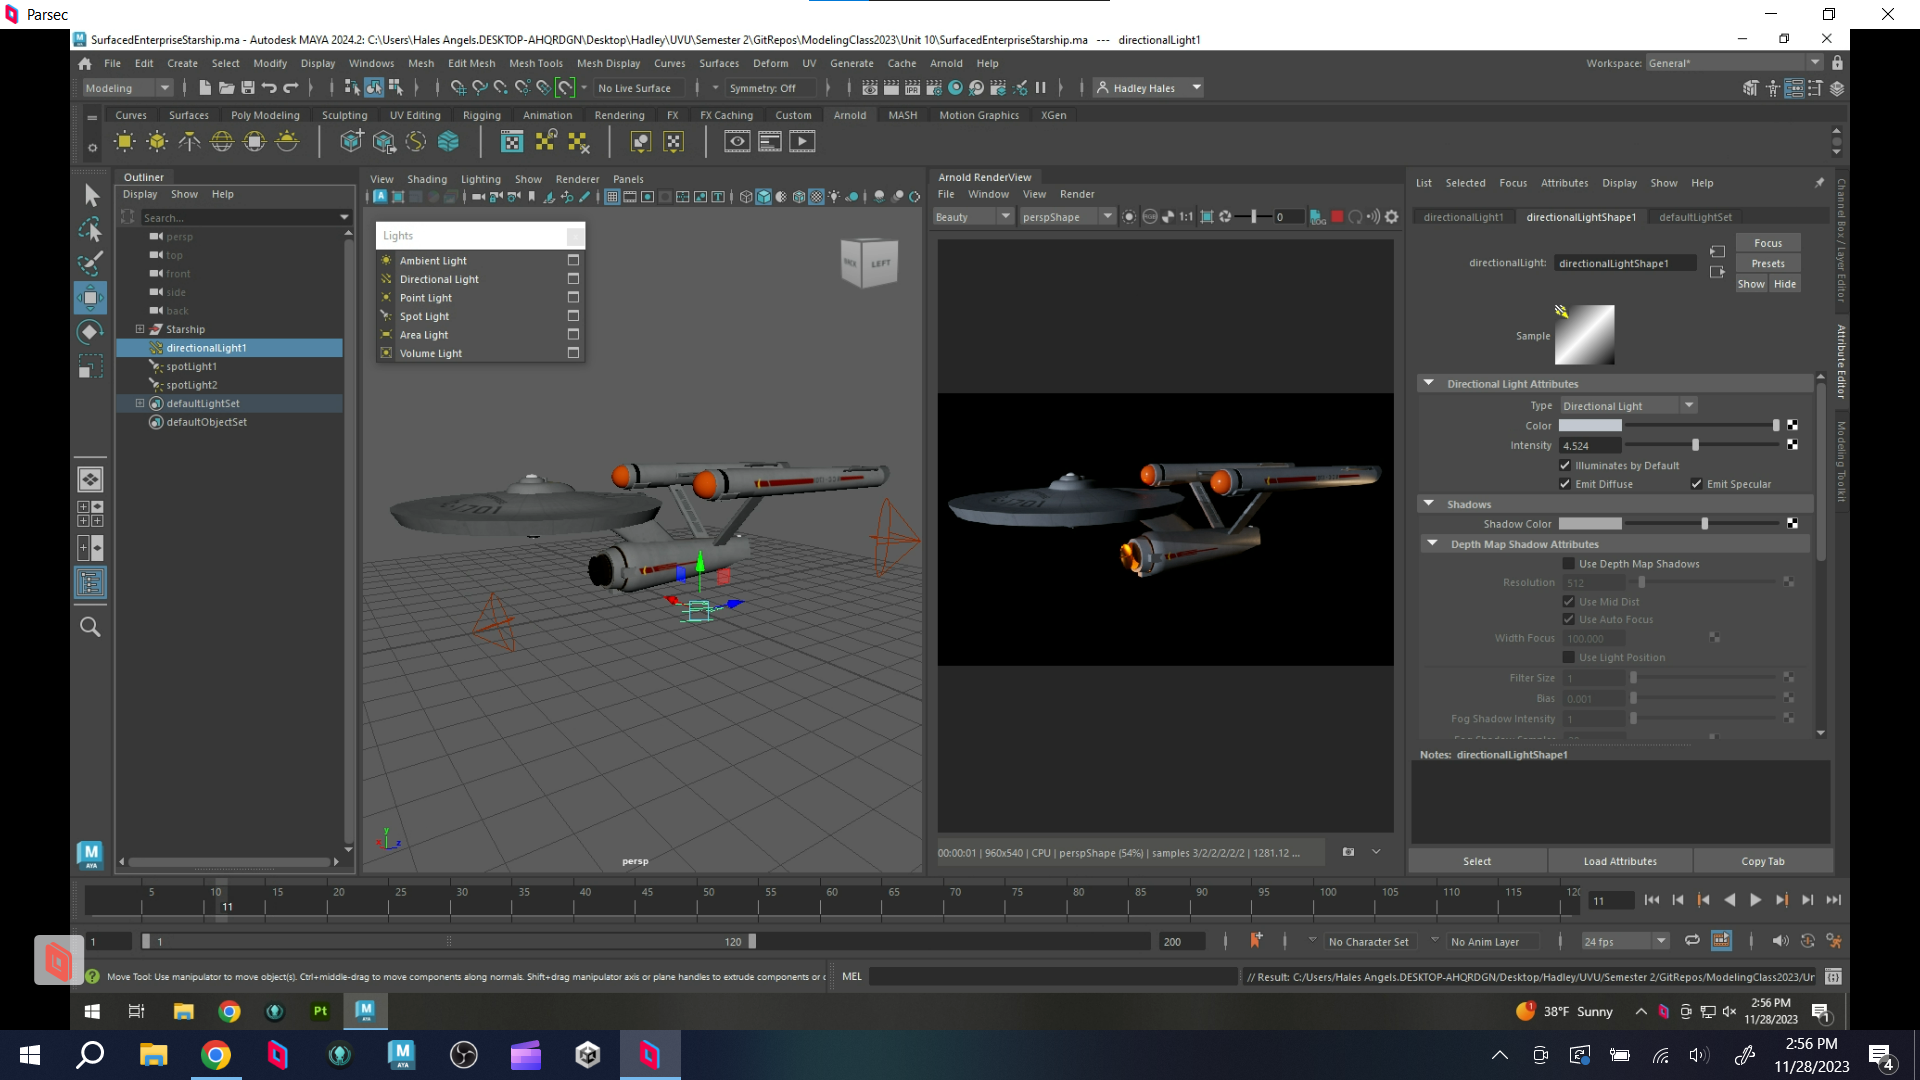 Parsec
SurfacedEnterpriseStarship.ma - Autodesk MAYA 2024.2: C:\Users\Hales Angels.DESKTOP-AHQRDGN\Desktop\Hadley\UVU\Semester 2\GitRepos\ModelingClass2023\Unit 10\SurfacedEnterpriseStarship.ma --- directionalLight1
File Edit Create Select Modify Display Windows Mesh Edit Mesh Mesh Tools Mesh Display Curves Surfaces Deform UV Generate Cache Arnold Help Workspace: General*
Modeling No Live Surface Symmetry: Off Hadley Hales
Curves Surfaces Poly Modeling Sculpting UV Editing Rigging Animation Rendering FX FX Caching Custom Arnold MASH Motion Graphics XGen
Outliner
Display Show Help
Search...
persp
top
front
side
back
Starship
directionalLight1
spotLight1
spotLight2
defaultLightSet
defaultObjectSet
View Shading Lighting Show Renderer Panels
Lights
Ambient Light
Directional Light
Point Light
Spot Light
Area Light
Volume Light
BACK LEFT
persp
Arnold RenderView
File Window View Render
Beauty perspShape 1:1 0
00:00:01 | 960x540 | CPU | perspShape (54%) | samples 3/2/2/2/2/2 | 1281.12 ...
List Selected Focus Attributes Display Show Help
directionalLight1 directionalLightShape1 defaultLightSet
directionalLight: directionalLightShape1
Focus
Presets
Show Hide
Sample
Directional Light Attributes
Type Directional Light
Color
Intensity 4.524
Illuminates by Default
Emit Diffuse Emit Specular
Shadows
Shadow Color
Depth Map Shadow Attributes
Use Depth Map Shadows
Resolution 512
Use Mid Dist
Use Auto Focus
Width Focus 100.000
Use Light Position
Filter Size 1
Bias 0.001
Fog Shadow Intensity 1
Notes: directionalLightShape1
Select Load Attributes Copy Tab
Channel Box / Layer Editor
Attribute Editor
Modeling Toolkit
5 10 15 20 25 30 35 40 45 50 55 60 65 70 75 80 85 90 95 100 105 110 115 120
11
11
1 1 120 200 No Character Set No Anim Layer 24 fps
Move Tool: Use manipulator to move object(s). Ctrl+middle-drag to move components along normals. Shift+drag manipulator axis or plane handles to extrude components or c
MEL
// Result: C:/Users/Hales Angels.DESKTOP-AHQRDGN/Desktop/Hadley/UVU/Semester 2/GitRepos/ModelingClass2023/Ur
38°F Sunny
2:56 PM
11/28/2023
2:56 PM
11/28/2023
4